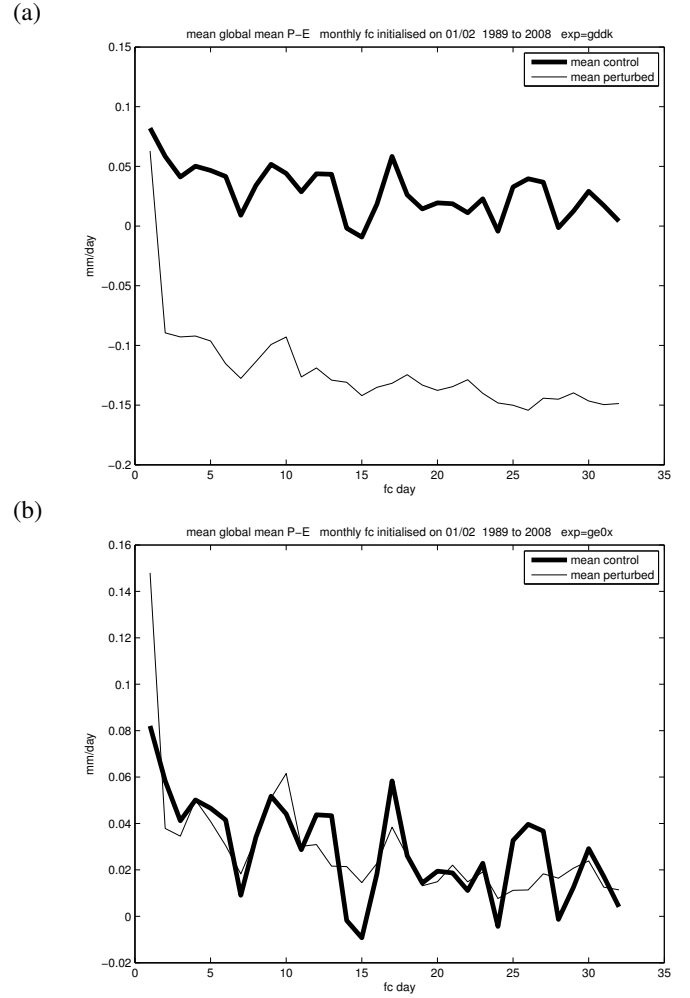 (a)
mean global mean P−E monthly fc initialised on 01/02 1989 to 2008 exp=gddk
mean control
mean perturbed
0.15
0.1
0.05
0
−0.05
−0.1
−0.15
−0.2
mm/day
0 5 10 15 20 25 30 35
fc day
(b)
mean global mean P−E monthly fc initialised on 01/02 1989 to 2008 exp=ge0x
mean control
mean perturbed
0.16
0.14
0.12
0.1
0.08
0.06
0.04
0.02
0
−0.02
mm/day
0 5 10 15 20 25 30 35
fc day